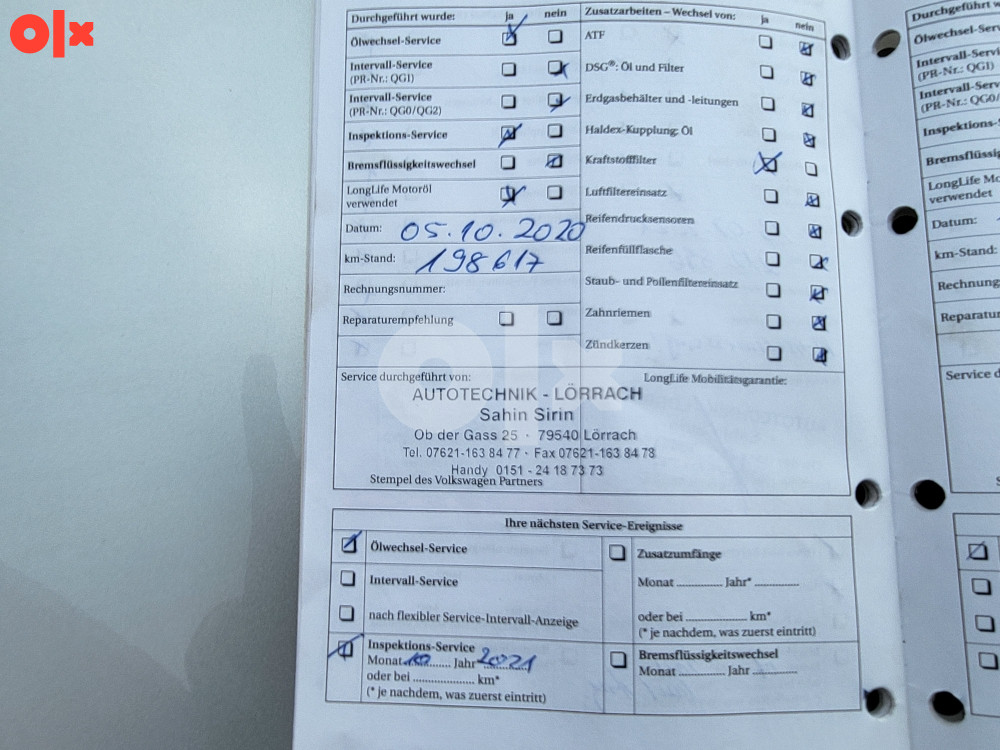 olx
Durchgeführt wurde: ja nein
Ölwechsel-Service
Intervall-Service
(PR-Nr.: QG1)
Intervall-Service
(PR-Nr.: QG0/QG2)
Inspektions-Service
Bremsflüssigkeitswechsel
LongLife Motoröl
verwendet
Datum: 05.10.2020
km-Stand: 198617
Rechnungsnummer:
Reparaturempfehlung
Zusatzarbeiten – Wechsel von: ja nein
ATF
DSG®: Öl und Filter
Erdgasbehälter und -leitungen
Haldex-Kupplung: Öl
Kraftstofffilter
Luftfiltereinsatz
Reifendrucksensoren
Reifenfüllflasche
Staub- und Pollenfiltereinsatz
Zahnriemen
Zündkerzen
Service durchgeführt von:
LongLife Mobilitätsgarantie:
olx
AUTOTECHNIK - LÖRRACH
Sahin Sirin
Ob der Gass 25 · 79540 Lörrach
Tel. 07621-163 84 77 · Fax 07621-163 84 78
Handy 0151 - 24 18 73 73
Stempel des Volkswagen Partners
Ihre nächsten Service-Ereignisse
Ölwechsel-Service
Intervall-Service
nach flexibler Service-Intervall-Anzeige
Inspektions-Service
Monat 10 Jahr 2021
oder bei ................ km*
(* je nachdem, was zuerst eintritt)
Zusatzumfänge
Monat ............ Jahr* ............
oder bei ................ km*
(* je nachdem, was zuerst eintritt)
Bremsflüssigkeitswechsel
Monat ............ Jahr ............
Durchgeführt
Ölwechsel-Serv
Intervall-Serv
(PR-Nr.: QG1)
Intervall-Serv
(PR-Nr.: QG0/
Inspektions-
Bremsflüssi
LongLife Mo
verwendet
Datum:
km-Stand:
Rechnung
Reparatur
Service d